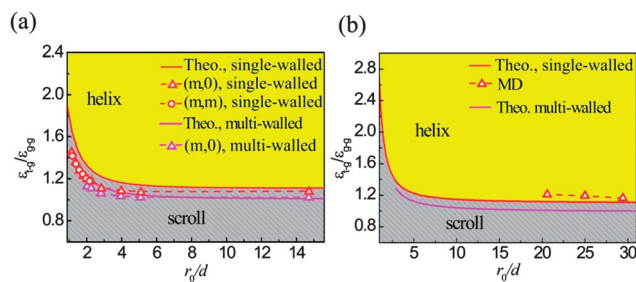 (a)
2.4
2.0
1.6
1.2
0.8
ε_t-g/ε_g-g
helix
Theo., single-walled
(m,0), single-walled
(m,m), single-walled
Theo., multi-walled
(m,0), multi-walled
scroll
2 4 6 8 10 12 14
r_0/d
(b)
2.8
2.4
2.0
1.6
1.2
0.8
ε_t-g/ε_g-g
Theo., single-walled
MD
Theo. multi-walled
helix
scroll
5 10 15 20 25 30
r_0/d